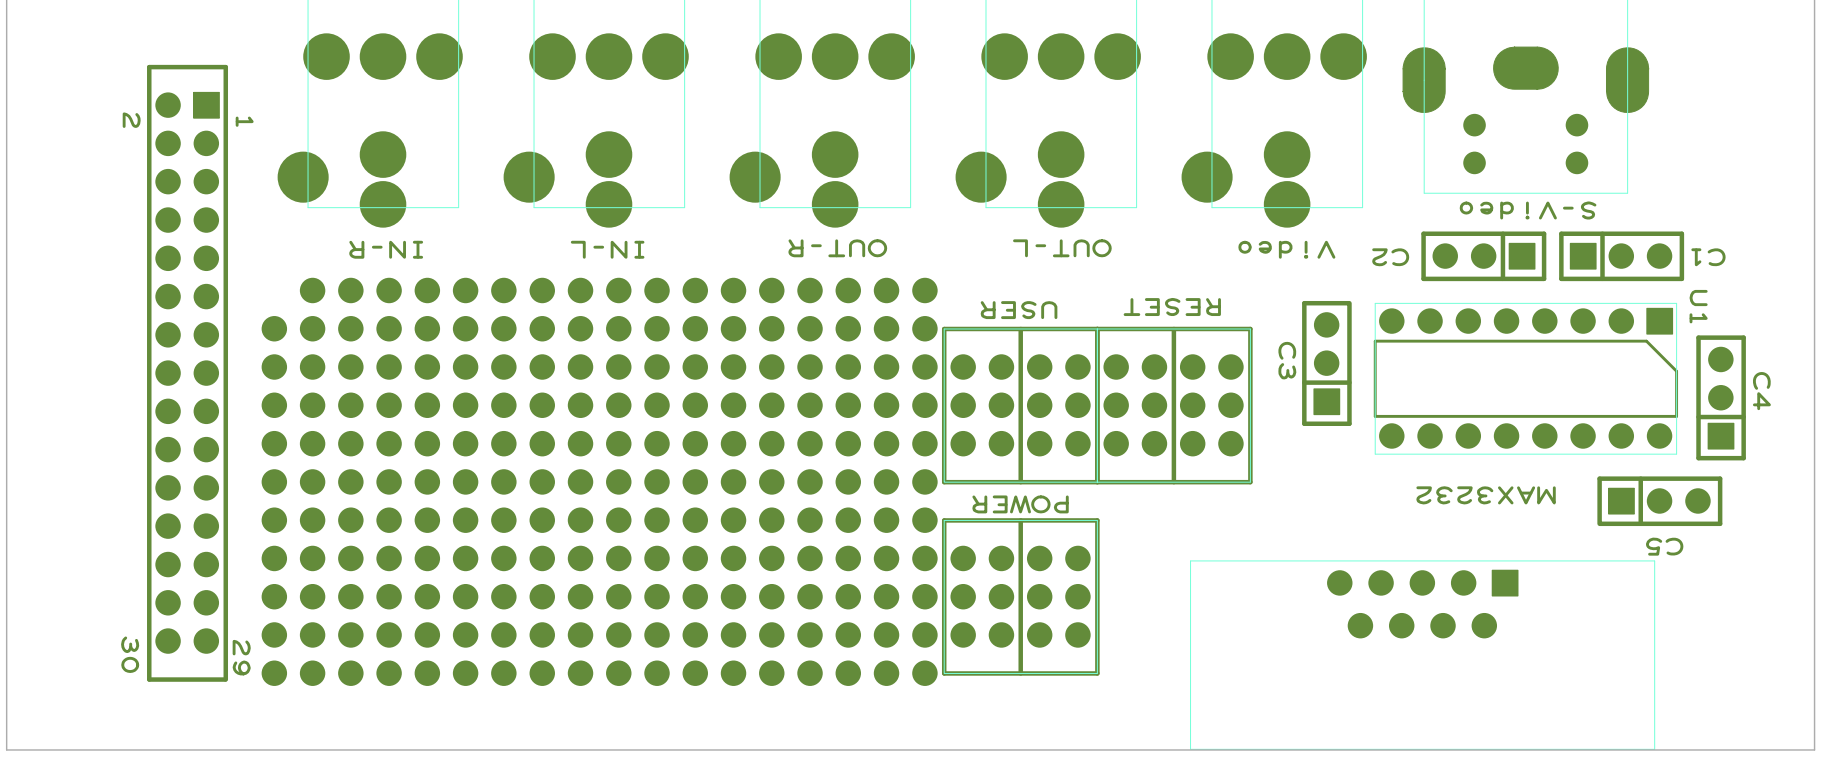 2
1
30
29
IN-R
IN-L
OUT-R
OUT-L
Video
S-Video
C2
C1
USER
RESET
U1
C3
C4
POWER
MAX3232
C5